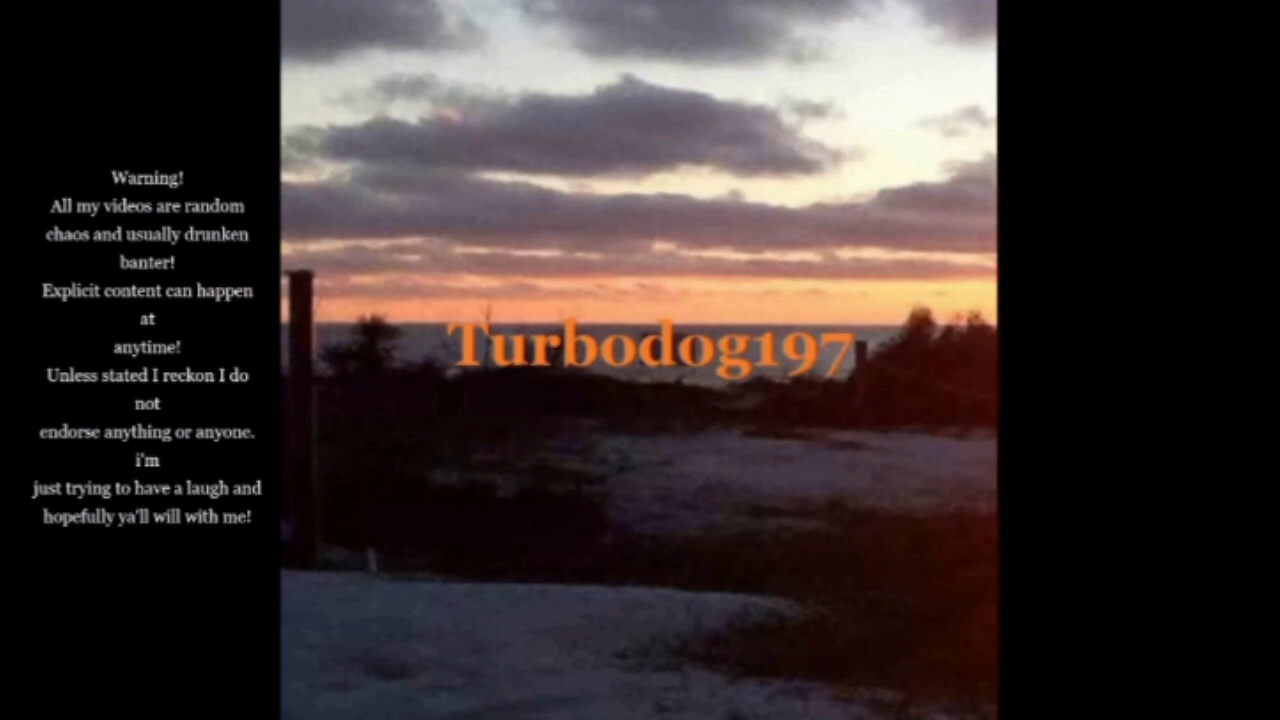 Warning!
All my videos are random
chaos and usually drunken
banter!
Explicit content can happen
at
anytime!
Unless stated I reckon I do
not
endorse anything or anyone.
i'm
just trying to have a laugh and
hopefully ya'll will with me!
Turbodog197